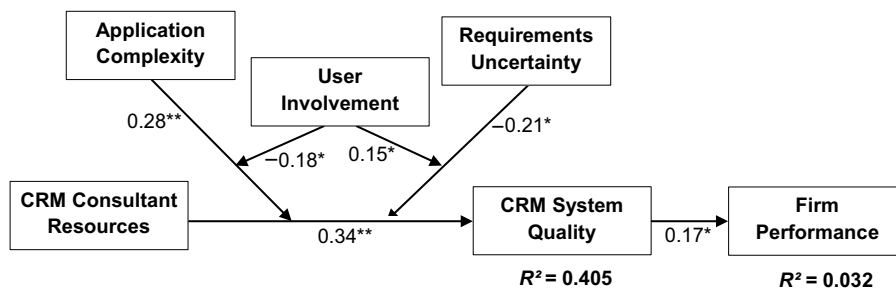 Application
Complexity
User
Involvement
Requirements
Uncertainty
0.28**
−0.18*
0.15*
−0.21*
CRM Consultant
Resources
0.34**
CRM System
Quality
0.17*
Firm
Performance
R² = 0.405
R² = 0.032